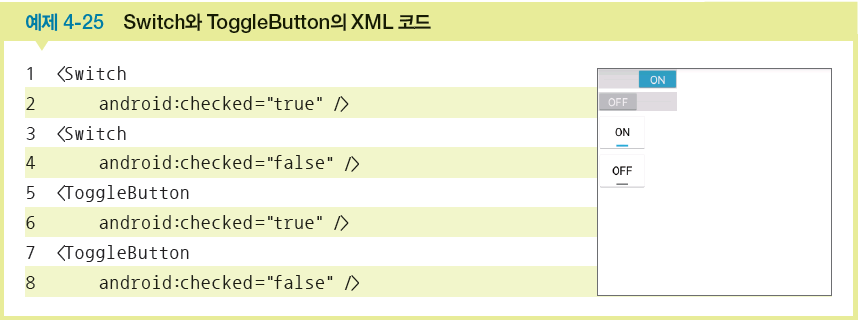 예제 4-25 Switch와 ToggleButton의 XML 코드
1 <Switch
2 android:checked="true" />
3 <Switch
4 android:checked="false" />
5 <ToggleButton
6 android:checked="true" />
7 <ToggleButton
8 android:checked="false" />
ON
OFF
ON
OFF